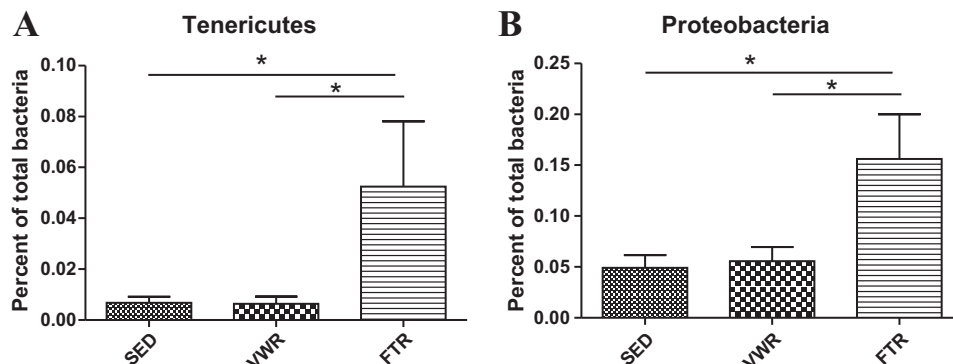 A
Tenericutes
Percent of total bacteria
0.10
0.08
0.06
0.04
0.02
0.00
*
*
SED
VWR
FTR
B
Proteobacteria
Percent of total bacteria
0.25
0.20
0.15
0.10
0.05
0.00
*
*
SED
VWR
FTR